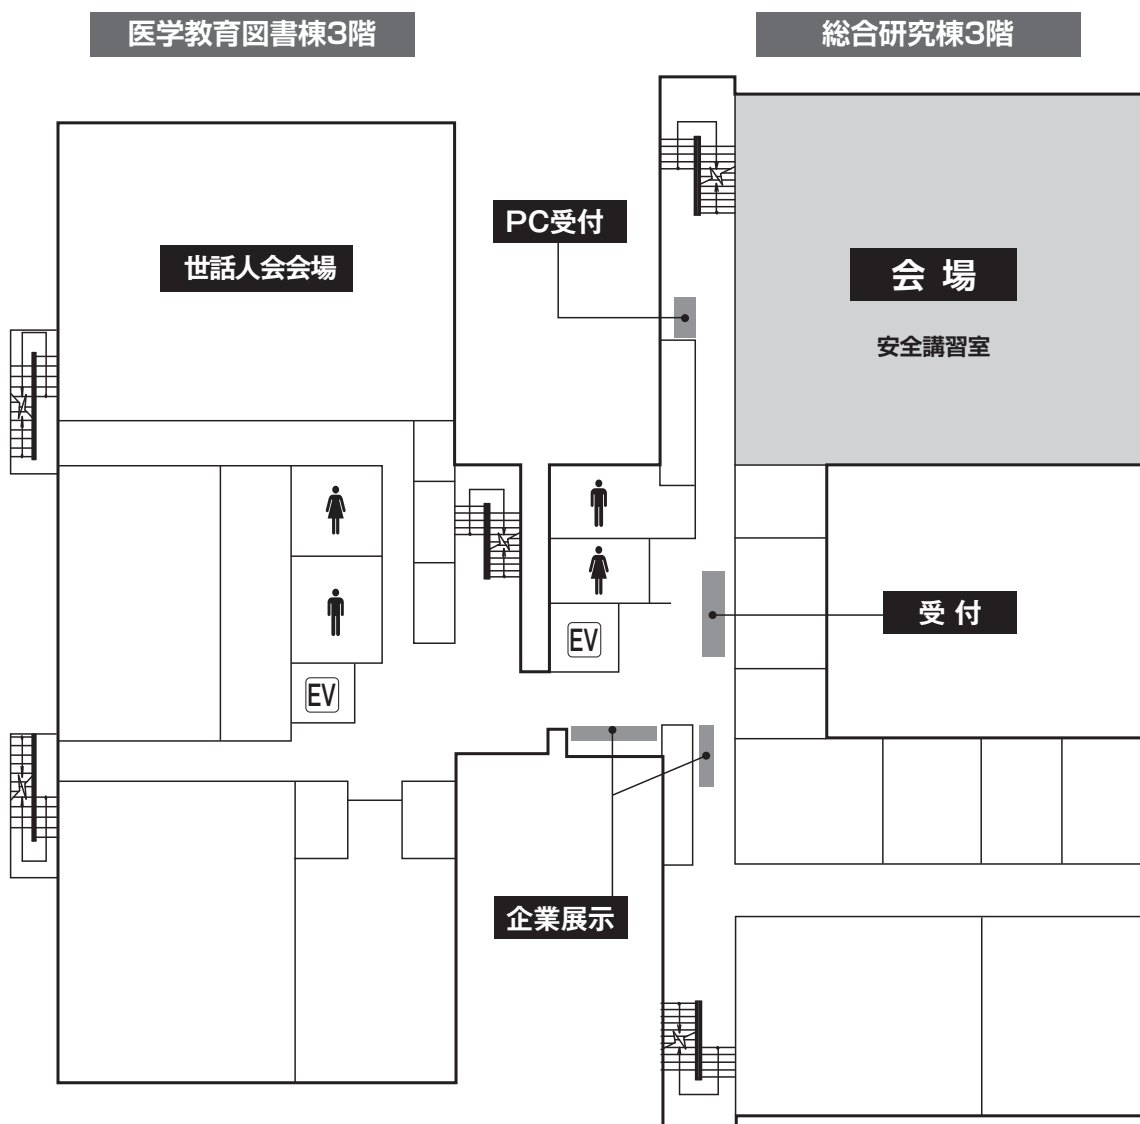 医学教育図書棟3階
総合研究棟3階
PC受付
世話人会会場
会場
安全講習室
受付
EV
EV
企業展示